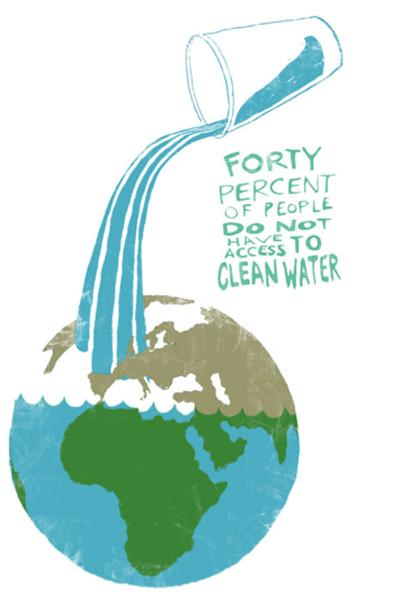 FORTY
PERCENT
OF PEOPLE
DO NOT
HAVE
ACCESS TO
CLEAN WATER